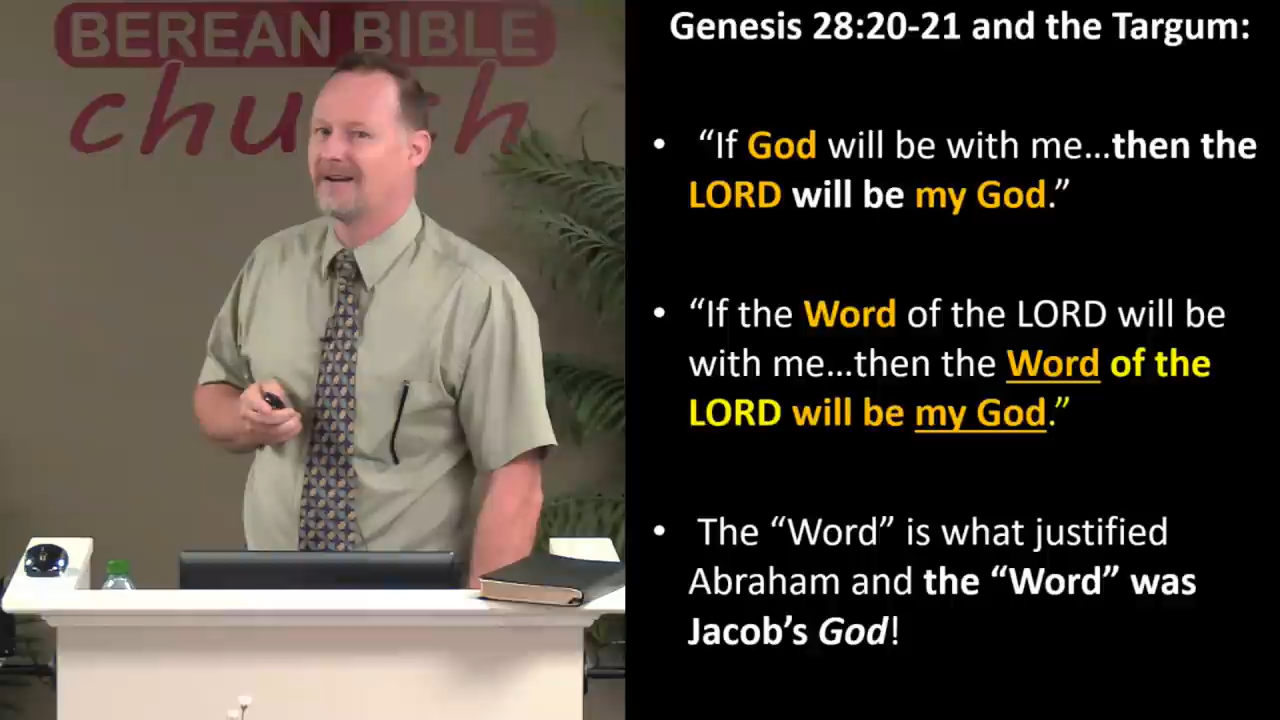 BEREAN BIBLE
church
Genesis 28:20-21 and the Targum:
• “If God will be with me…then the
LORD will be my God.”
• “If the Word of the LORD will be
with me…then the Word of the
LORD will be my God.”
• The “Word” is what justified
Abraham and the “Word” was
Jacob’s God!